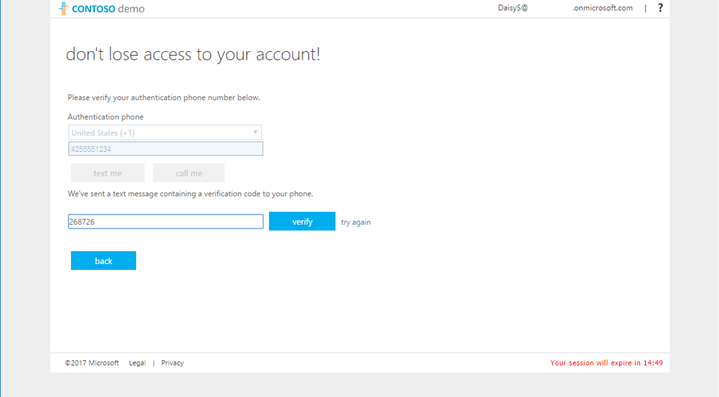 CONTOSO demo DaisyS@ .onmicrosoft.com | ?
don't lose access to your account!
Please verify your authentication phone number below.
Authentication phone
United States (+1)
4255551234
text me call me
We've sent a text message containing a verification code to your phone.
268726 verify try again
back
©2017 Microsoft Legal | Privacy Your session will expire in 14:49